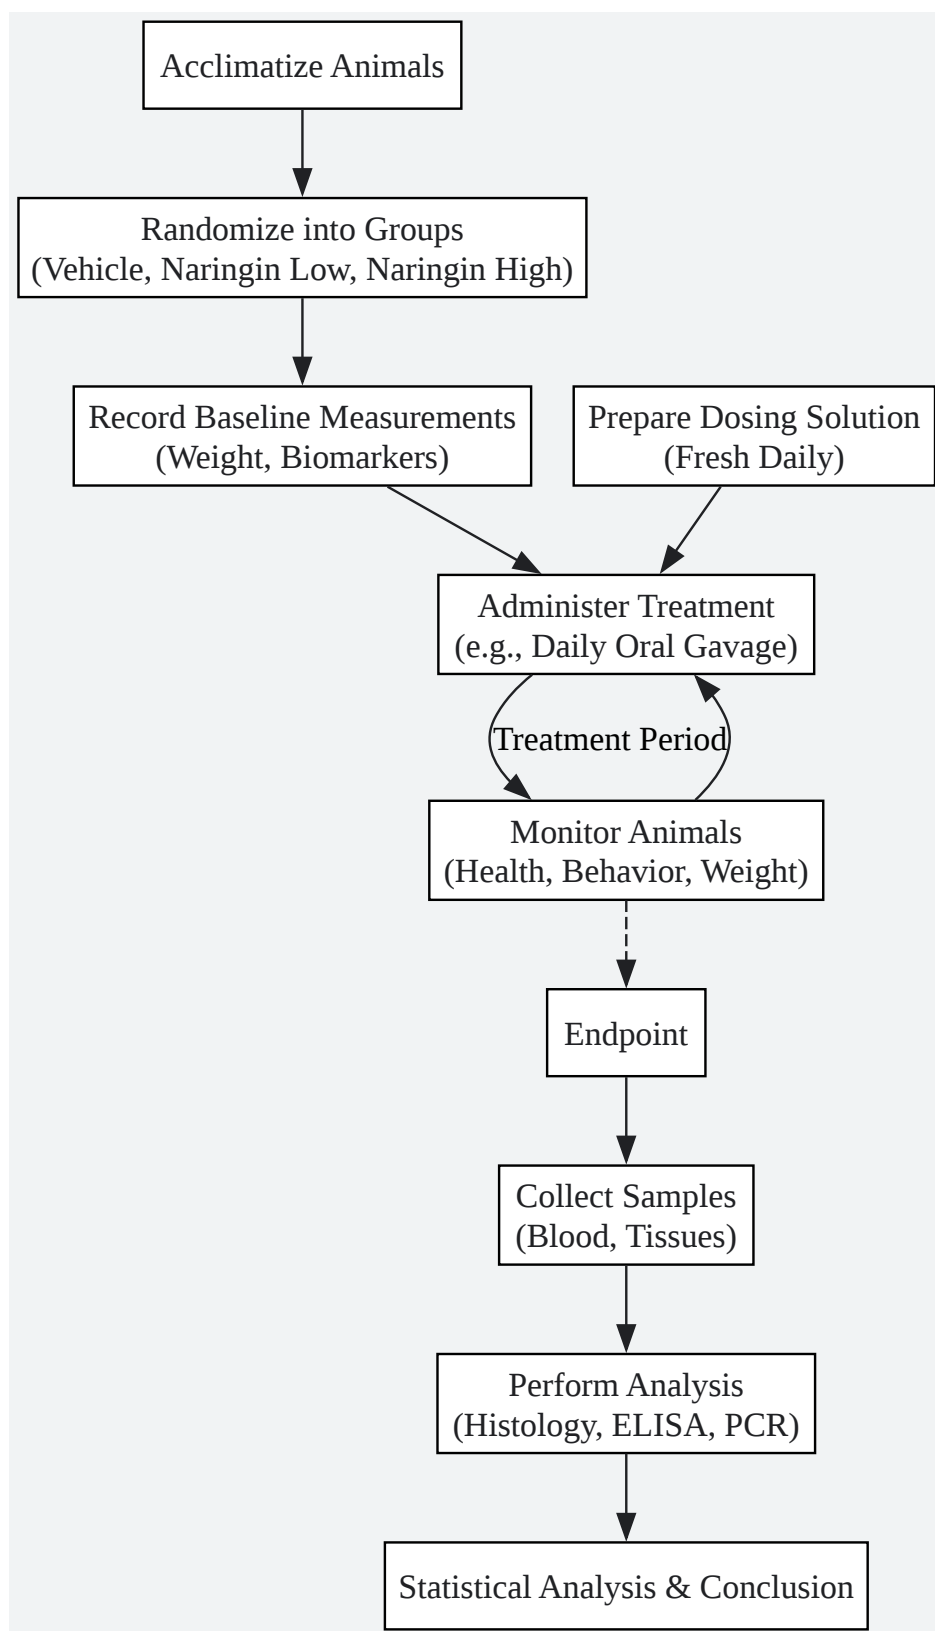 Acclimatize Animals
Randomize into Groups
(Vehicle, Naringin Low, Naringin High)
Record Baseline Measurements
(Weight, Biomarkers)
Prepare Dosing Solution
(Fresh Daily)
Administer Treatment
(e.g., Daily Oral Gavage)
Treatment Period
Monitor Animals
(Health, Behavior, Weight)
Endpoint
Collect Samples
(Blood, Tissues)
Perform Analysis
(Histology, ELISA, PCR)
Statistical Analysis & Conclusion